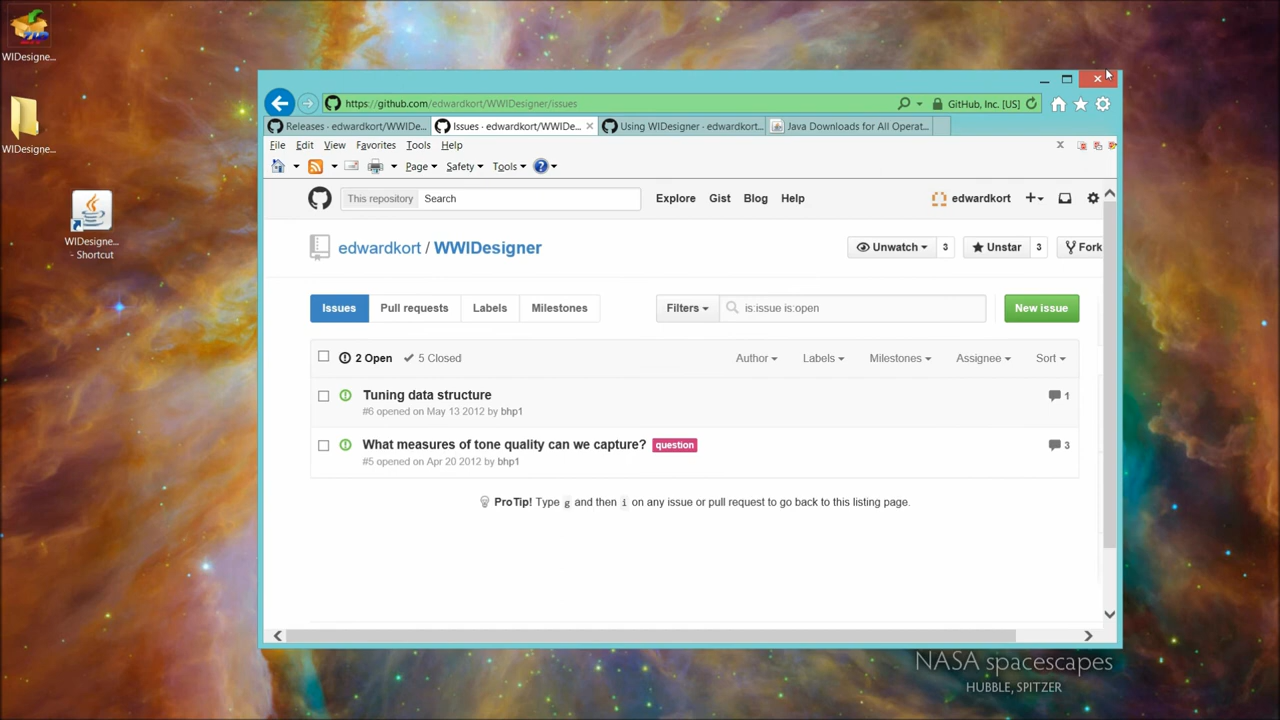 WIDesigne...
WIDesigne...
WIDesigne...
- Shortcut
https://github.com/edwardkort/WWIDesigner/issues
GitHub, Inc. [US]
Releases - edwardkort/WWIDe...
Issues · edwardkort/WWIDe...
Using WIDesigner · edwardkort...
Java Downloads for All Operat...
File Edit View Favorites Tools Help
Page Safety Tools
This repository Search Explore Gist Blog Help edwardkort
edwardkort / WWIDesigner Unwatch 3 Unstar 3 Fork
Issues Pull requests Labels Milestones Filters is:issue is:open New issue
2 Open 5 Closed Author Labels Milestones Assignee Sort
Tuning data structure 1
#6 opened on May 13 2012 by bhp1
What measures of tone quality can we capture? question 3
#5 opened on Apr 20 2012 by bhp1
ProTip! Type g and then i on any issue or pull request to go back to this listing page.
NASA spacescapes
HUBBLE, SPITZER